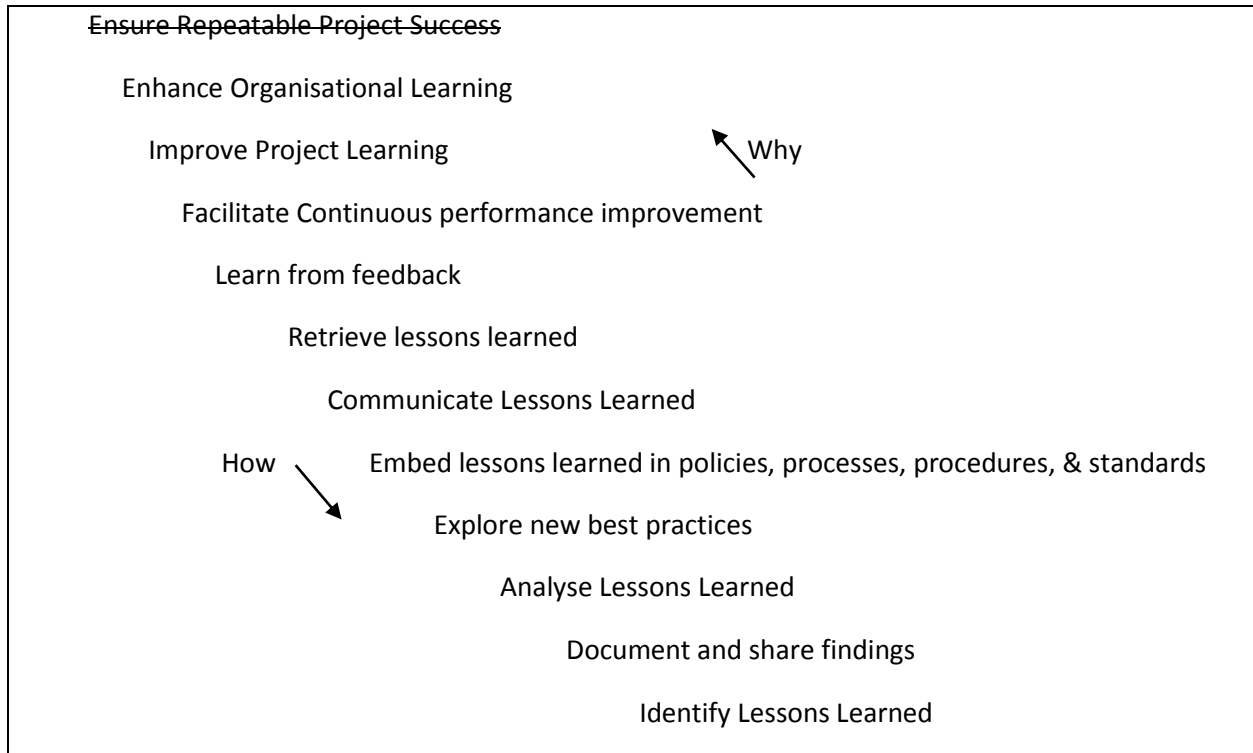 Ensure Repeatable Project Success
Enhance Organisational Learning
Improve Project Learning Why
Facilitate Continuous performance improvement
Learn from feedback
Retrieve lessons learned
Communicate Lessons Learned
How Embed lessons learned in policies, processes, procedures, & standards
Explore new best practices
Analyse Lessons Learned
Document and share findings
Identify Lessons Learned